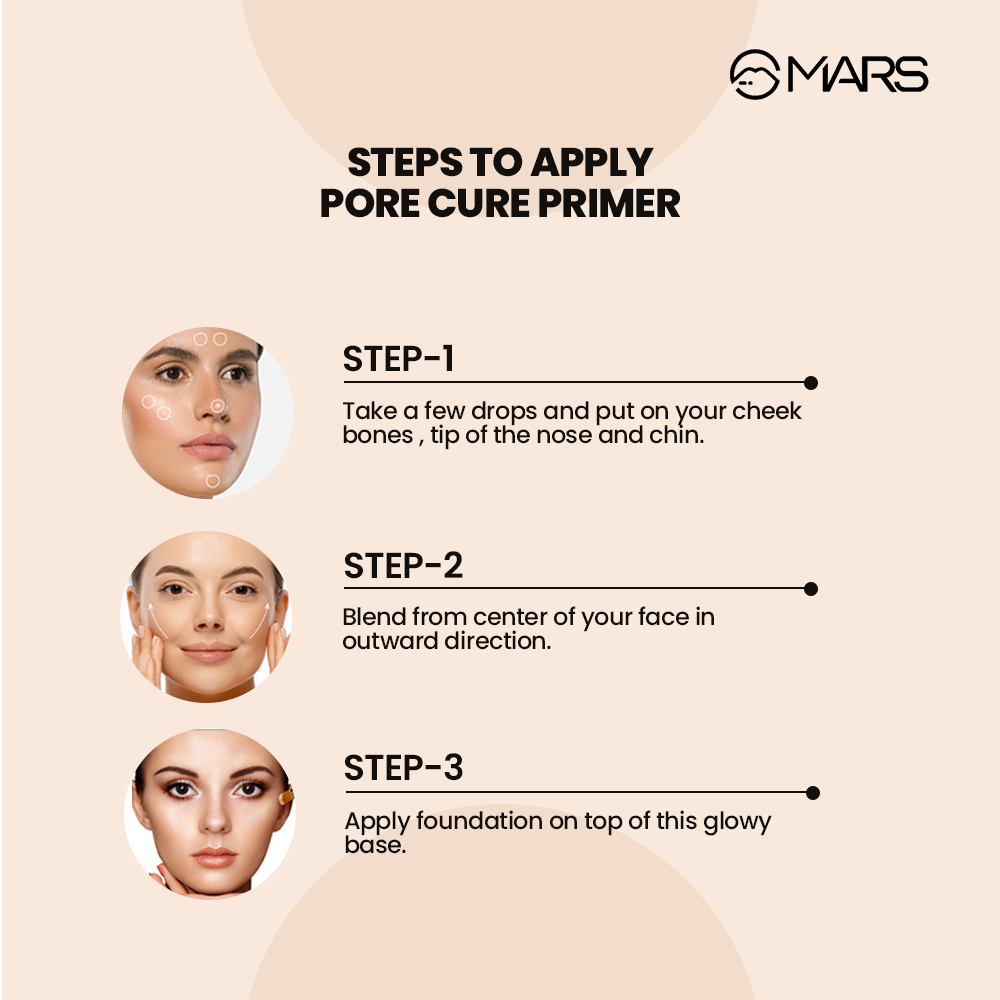 MARS
STEPS TO APPLY
PORE CURE PRIMER
STEP-1
Take a few drops and put on your cheek
bones , tip of the nose and chin.
STEP-2
Blend from center of your face in
outward direction.
STEP-3
Apply foundation on top of this glowy
base.